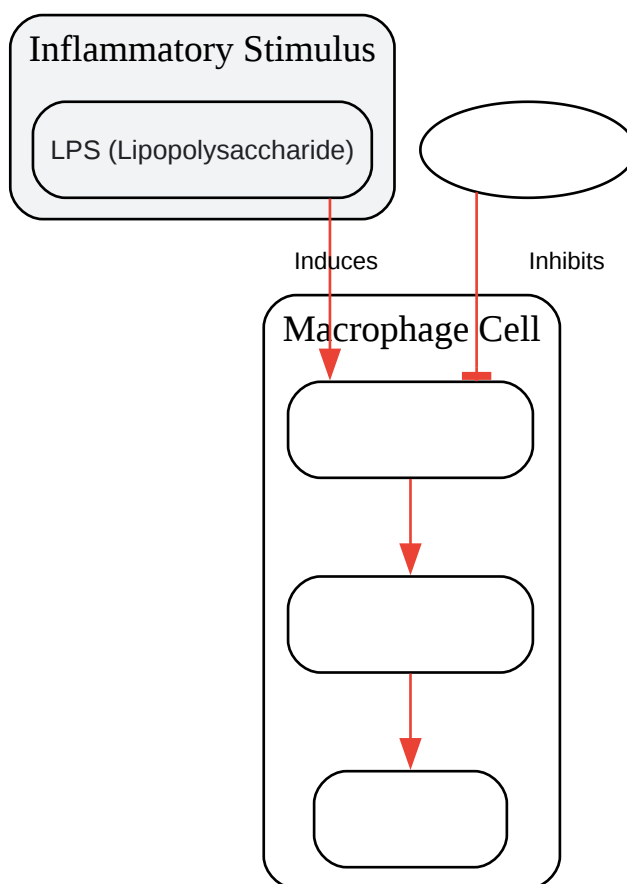 Inflammatory Stimulus
LPS (Lipopolysaccharide)
Induces
Inhibits
Macrophage Cell